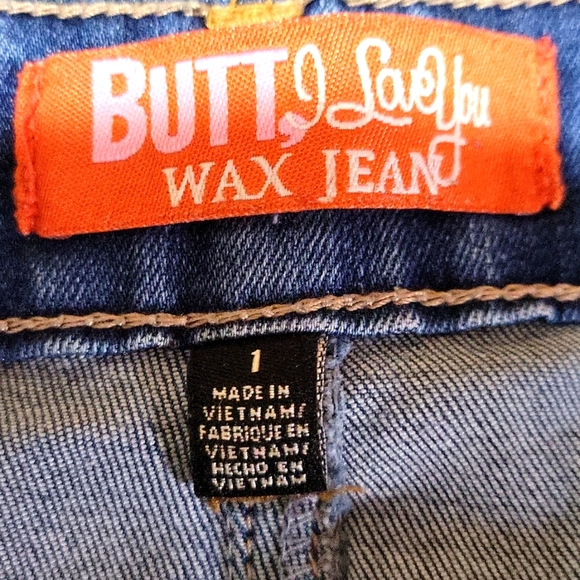 BUTT, I Love You
WAX JEAN
1
MADE IN
VIETNAM/
FABRIQUE EN
VIETNAM/
HECHO EN
VIETNAM